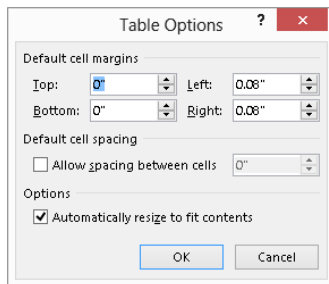 Table Options ? ×
Default cell margins
Top: 0" Left: 0.08"
Bottom: 0" Right: 0.08"
Default cell spacing
Allow spacing between cells 0"
Options
Automatically resize to fit contents
OK Cancel